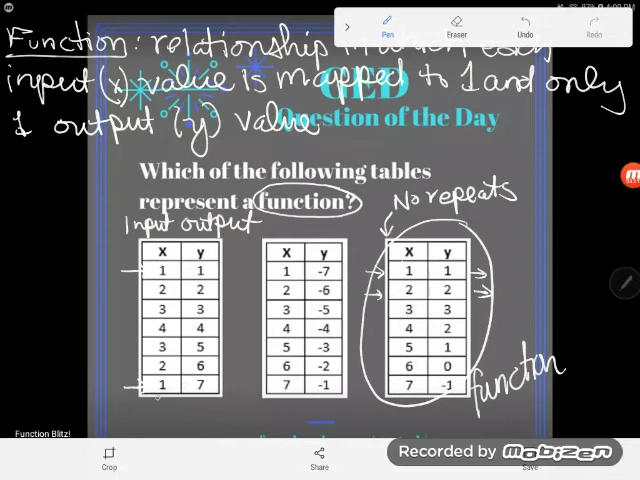 4:00 PM
Pen
Eraser
Undo
Redo
Function: relationship in which each
input (x) value is mapped to 1 and only
1 output (y) value
GED
Question of the Day
Which of the following tables
represent a function?
No repeats
Input output
X y
1 1
2 2
3 3
4 4
3 5
2 6
1 7
X y
1 -7
2 -6
3 -5
4 -4
5 -3
6 -2
7 -1
X y
1 1
2 2
3 3
4 2
5 1
6 0
7 -1
function
Function Blitz!
Crop
Share
Save
Recorded by mobizen